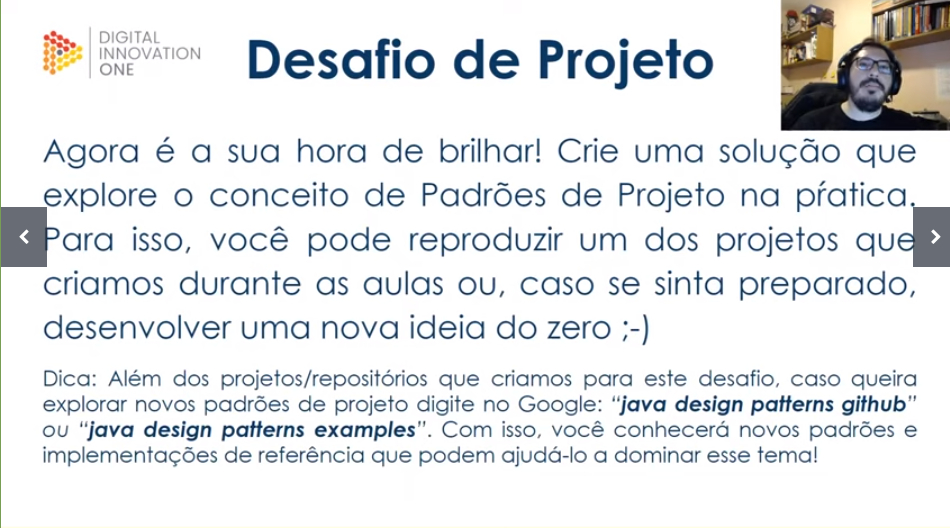 DIGITAL
INNOVATION
ONE
Desafio de Projeto
Agora é a sua hora de brilhar! Crie uma solução que
explore o conceito de Padrões de Projeto na pŕatica.
Para isso, você pode reproduzir um dos projetos que
criamos durante as aulas ou, caso se sinta preparado,
desenvolver uma nova ideia do zero ;-)
Dica: Além dos projetos/repositórios que criamos para este desafio, caso queira
explorar novos padrões de projeto digite no Google: “java design patterns github”
ou “java design patterns examples”. Com isso, você conhecerá novos padrões e
implementações de referência que podem ajudá-lo a dominar esse tema!